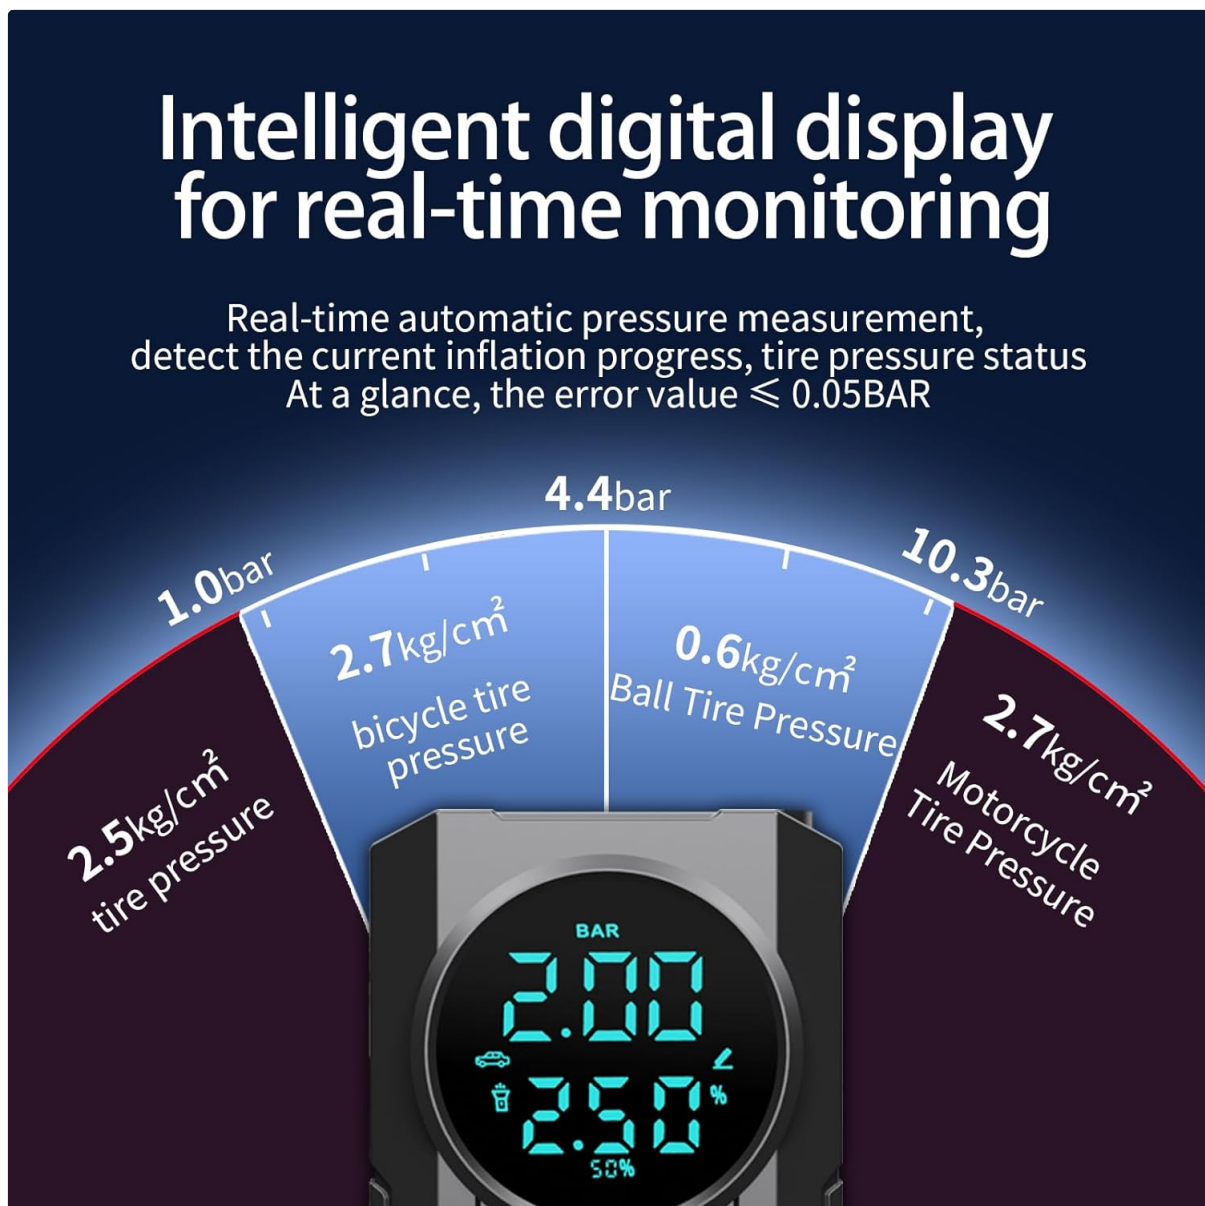 Intelligent digital display
for real-time monitoring
Real-time automatic pressure measurement,
detect the current inflation progress, tire pressure status
At a glance, the error value ⩽ 0.05BAR
4.4bar
1.0bar
10.3bar
2.7kg/cm²
bicycle tire
pressure
0.6kg/cm²
Ball Tire Pressure
2.5kg/cm²
tire pressure
2.7kg/cm²
Motorcycle
Tire Pressure
BAR
2.00
2.50%
50%